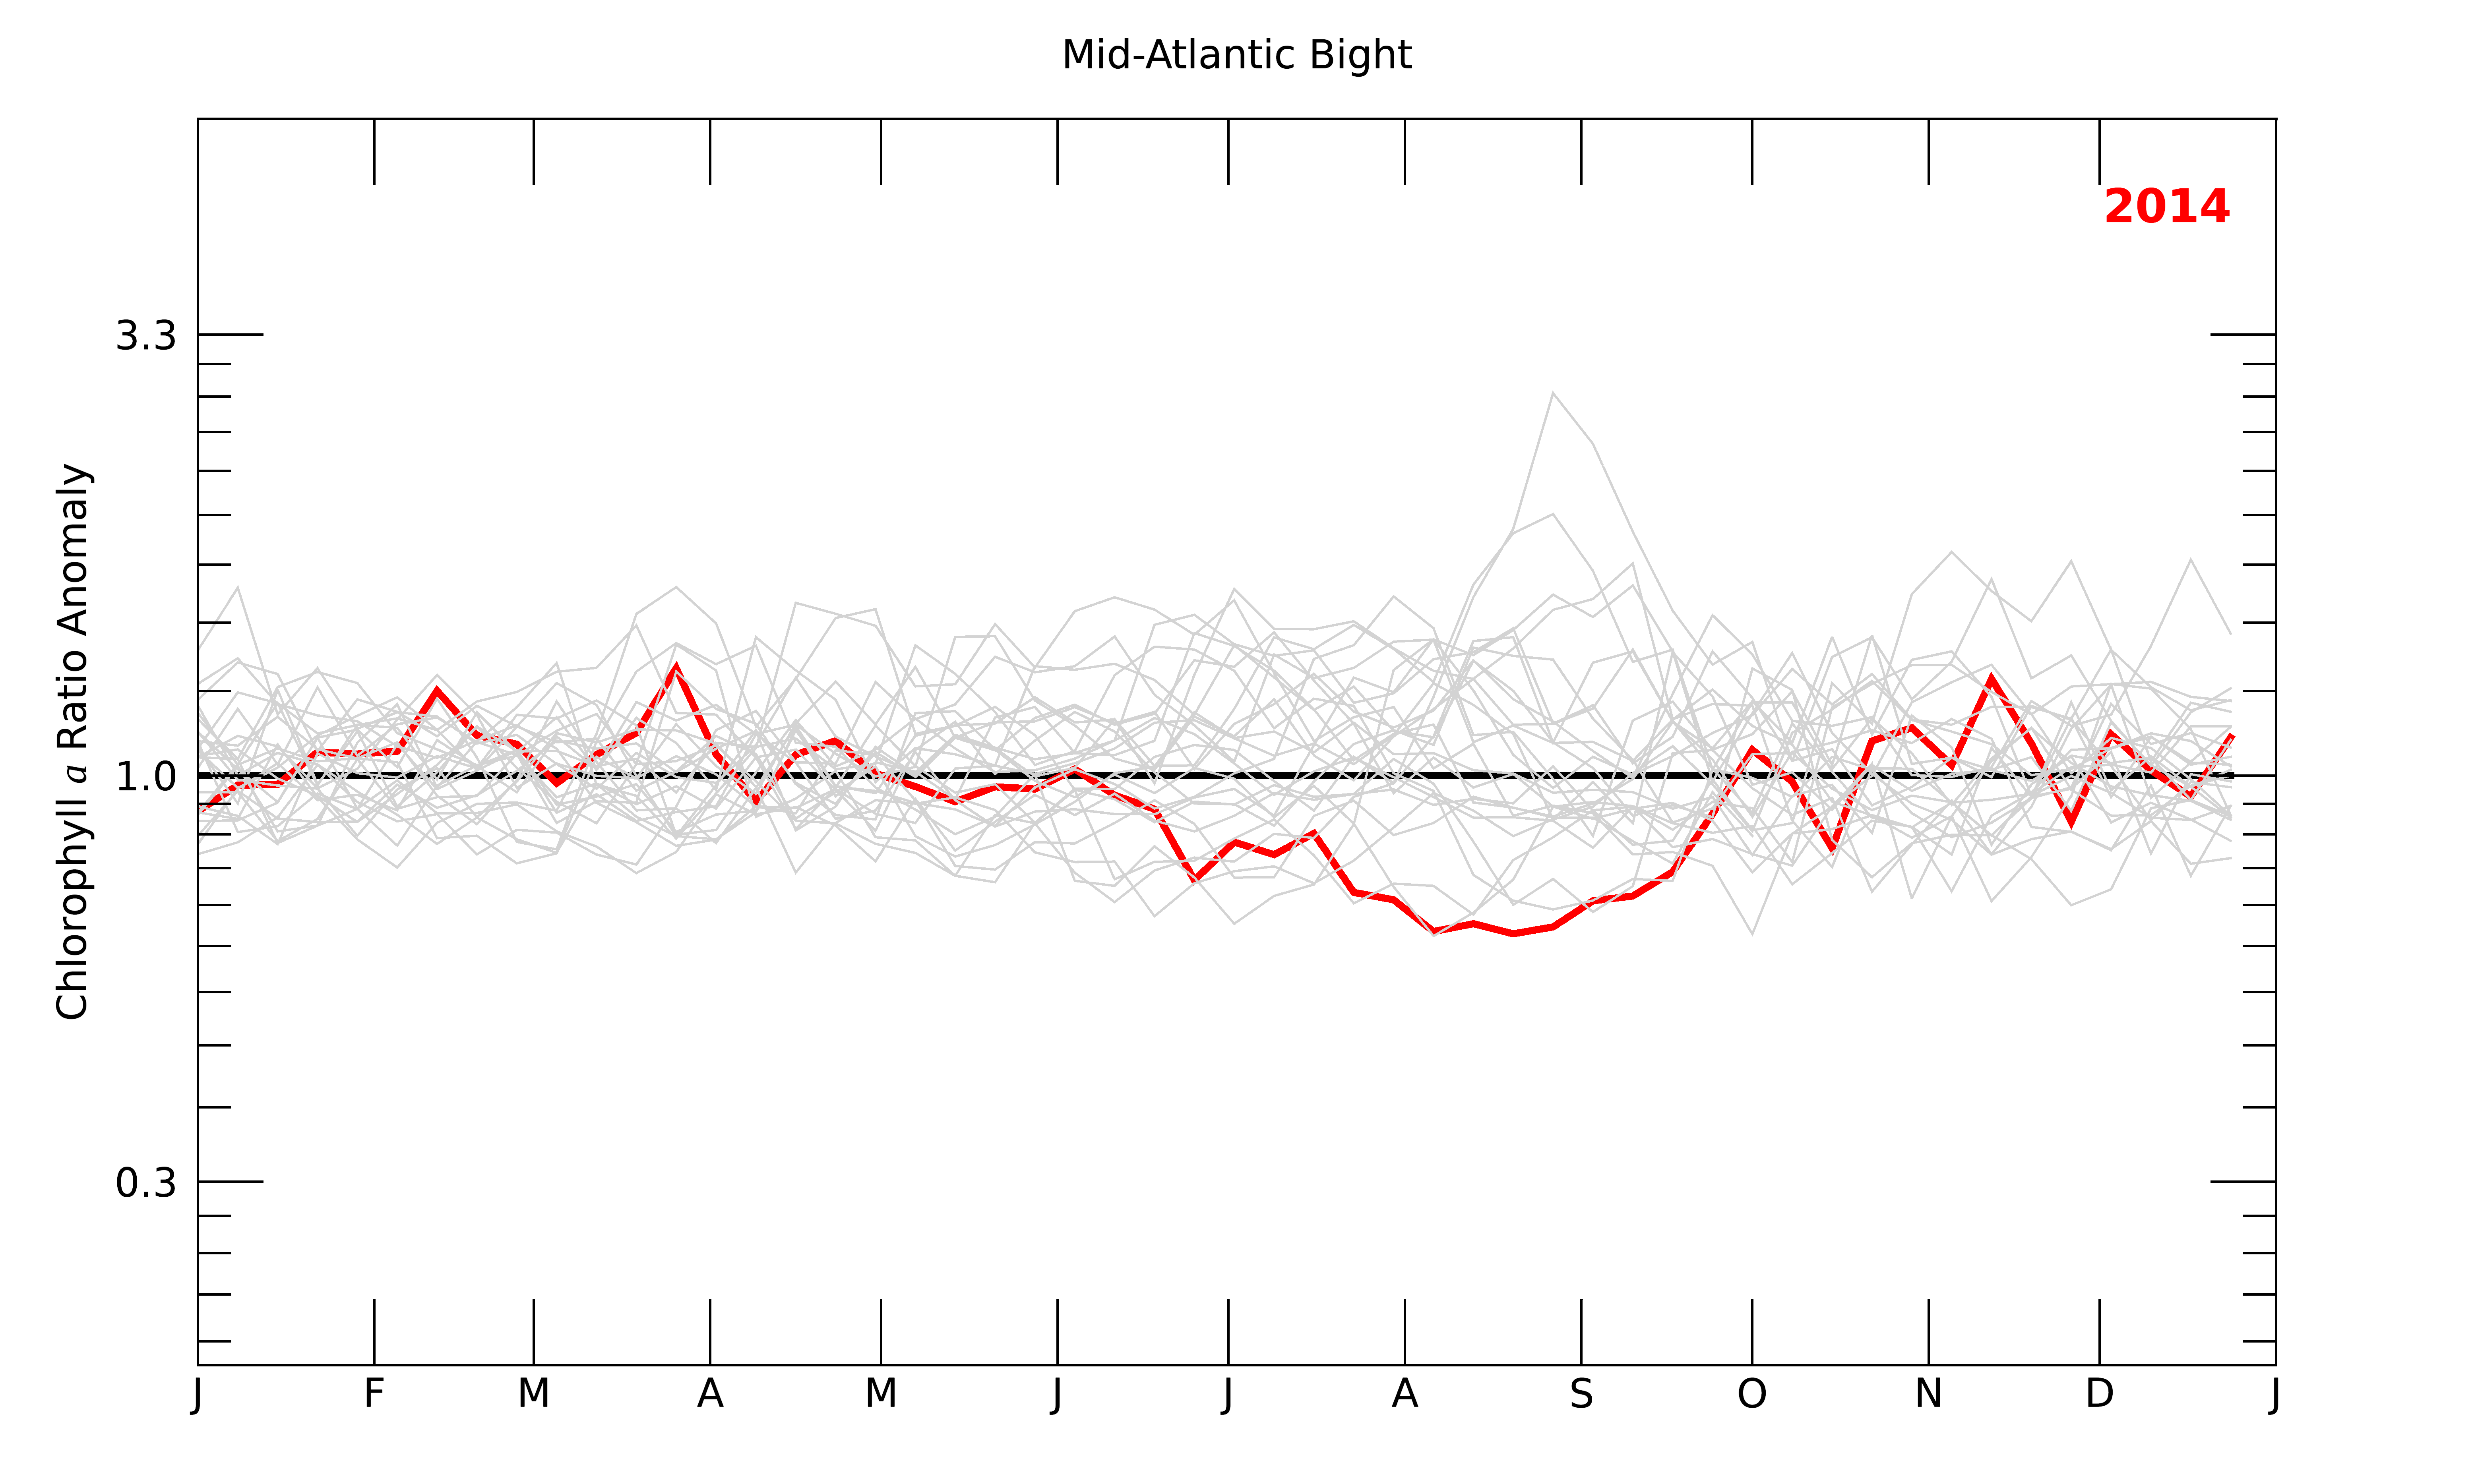 Mid-Atlantic Bight
2014
Chlorophyll a Ratio Anomaly
3.3
1.0
0.3
J F M A M J J A S O N D J